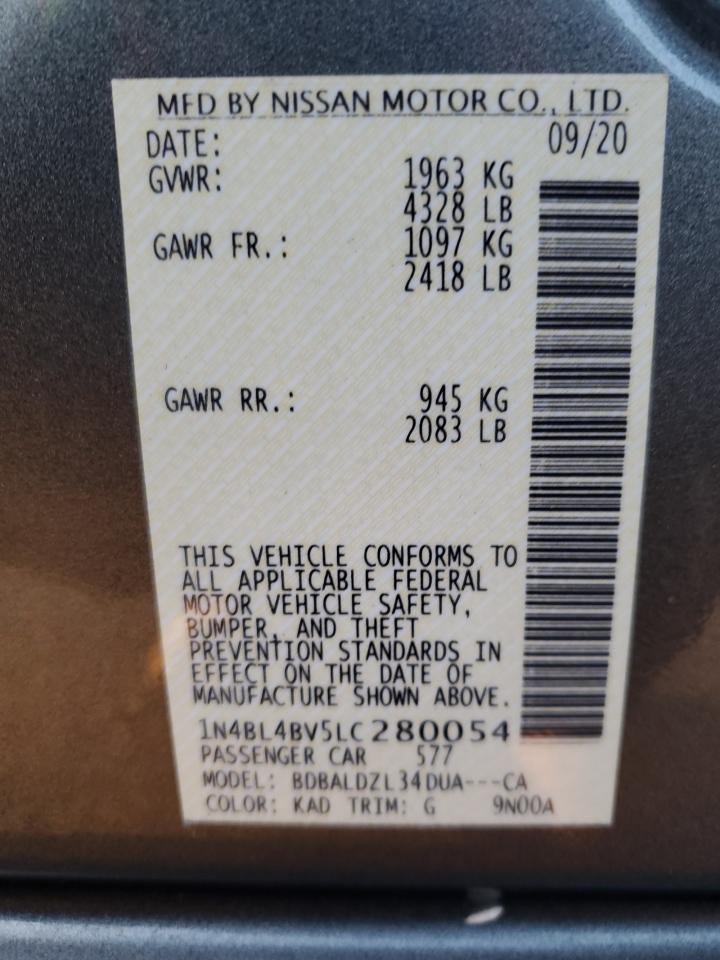 MFD BY NISSAN MOTOR CO., LTD.
DATE: 09/20
GVWR: 1963 KG
4328 LB
GAWR FR.: 1097 KG
2418 LB
GAWR RR.: 945 KG
2083 LB
THIS VEHICLE CONFORMS TO
ALL APPLICABLE FEDERAL
MOTOR VEHICLE SAFETY,
BUMPER, AND THEFT
PREVENTION STANDARDS IN
EFFECT ON THE DATE OF
MANUFACTURE SHOWN ABOVE.
1N4BL4BV5LC280054
PASSENGER CAR 577
MODEL: BDBALDZL34DUA---CA
COLOR: KAD TRIM: G 9N00A